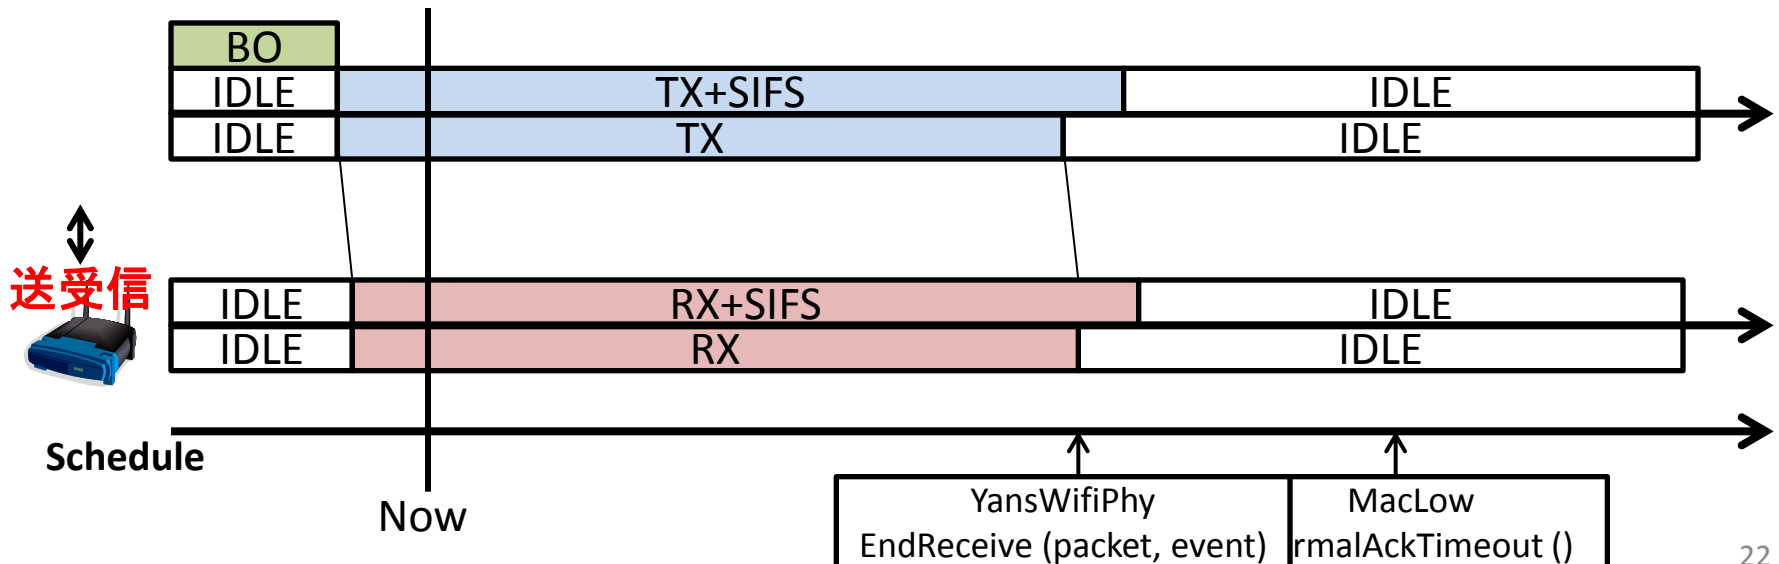 BO
IDLE TX+SIFS IDLE
IDLE TX IDLE
送受信
IDLE RX+SIFS IDLE
IDLE RX IDLE
Schedule
Now
YansWifiPhy
EndReceive (packet, event)
MacLow
rmalAckTimeout ()
22